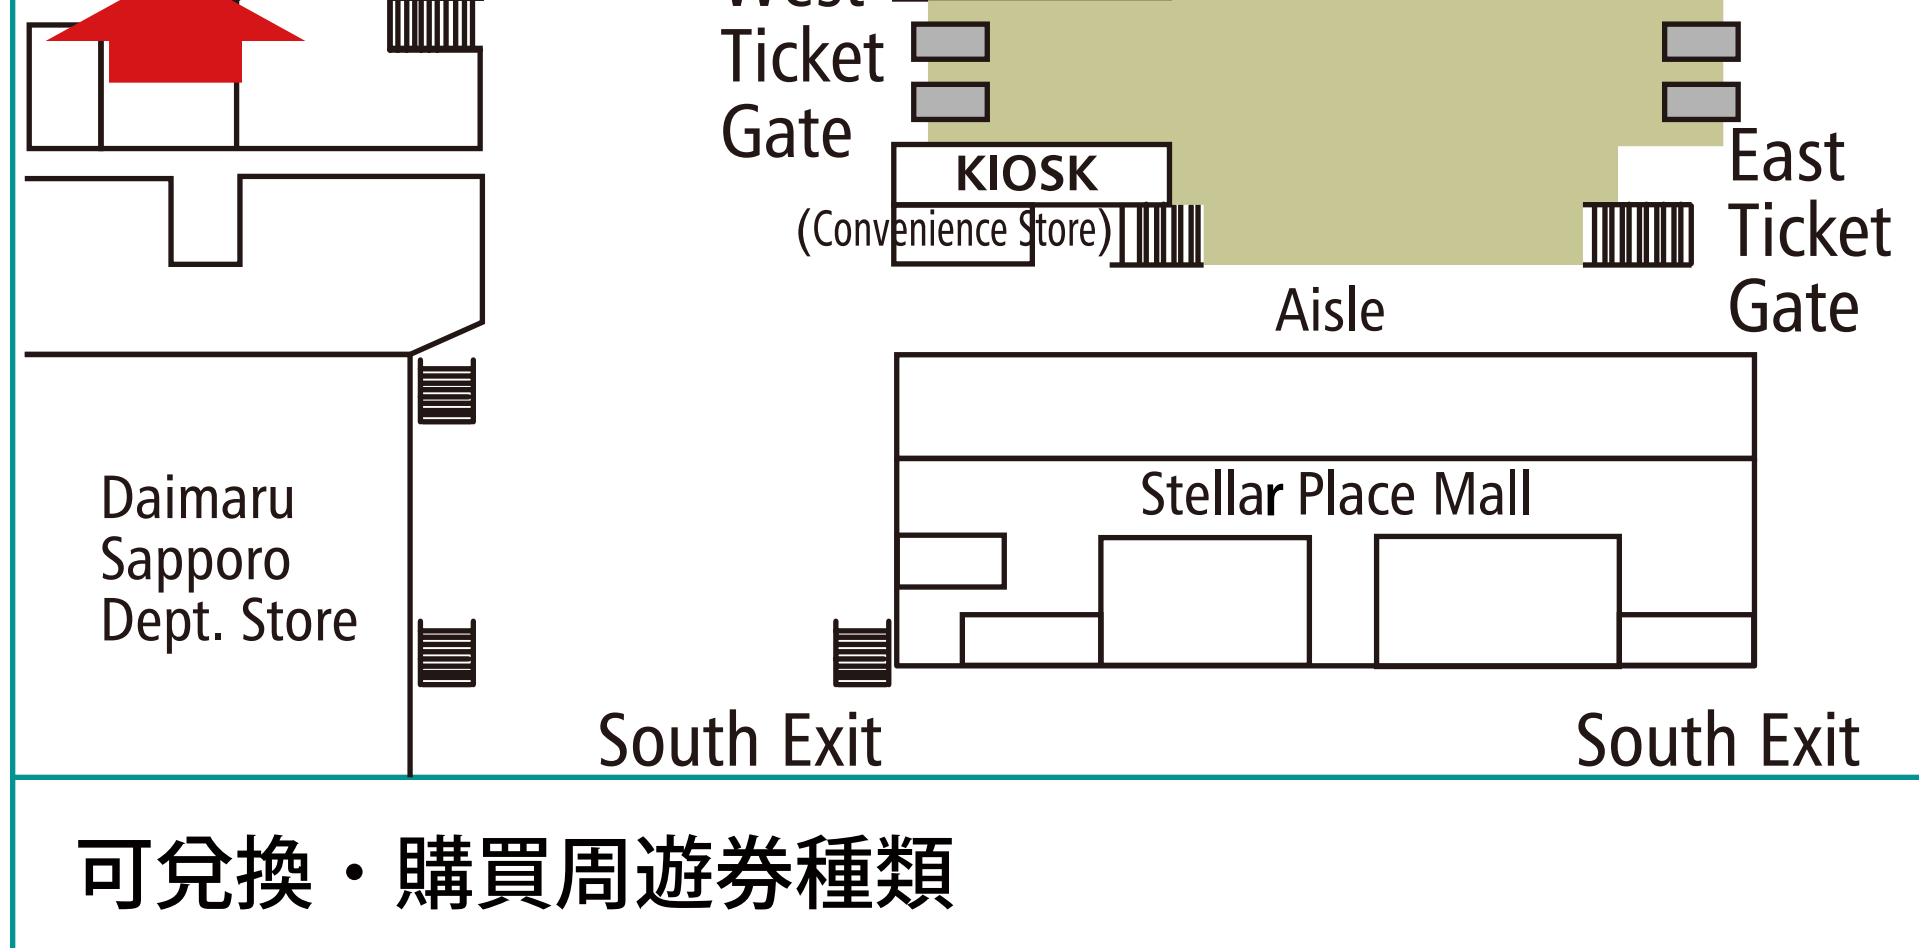 West
Ticket
Gate
KIOSK
(Convenience Store)
East
Ticket
Gate
Aisle
Stellar Place Mall
Daimaru
Sapporo
Dept. Store
South Exit
South Exit
可兌換・購買周遊券種類